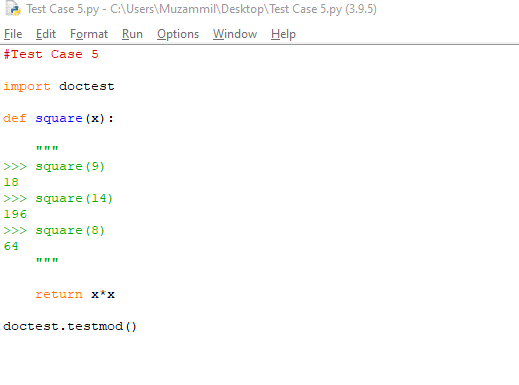 Test Case 5.py - C:\Users\Muzammil\Desktop\Test Case 5.py (3.9.5)
File Edit Format Run Options Window Help
#Test Case 5
import doctest
def square(x):
"""
>>> square(9)
18
>>> square(14)
196
>>> square(8)
64
"""
return x*x
doctest.testmod()